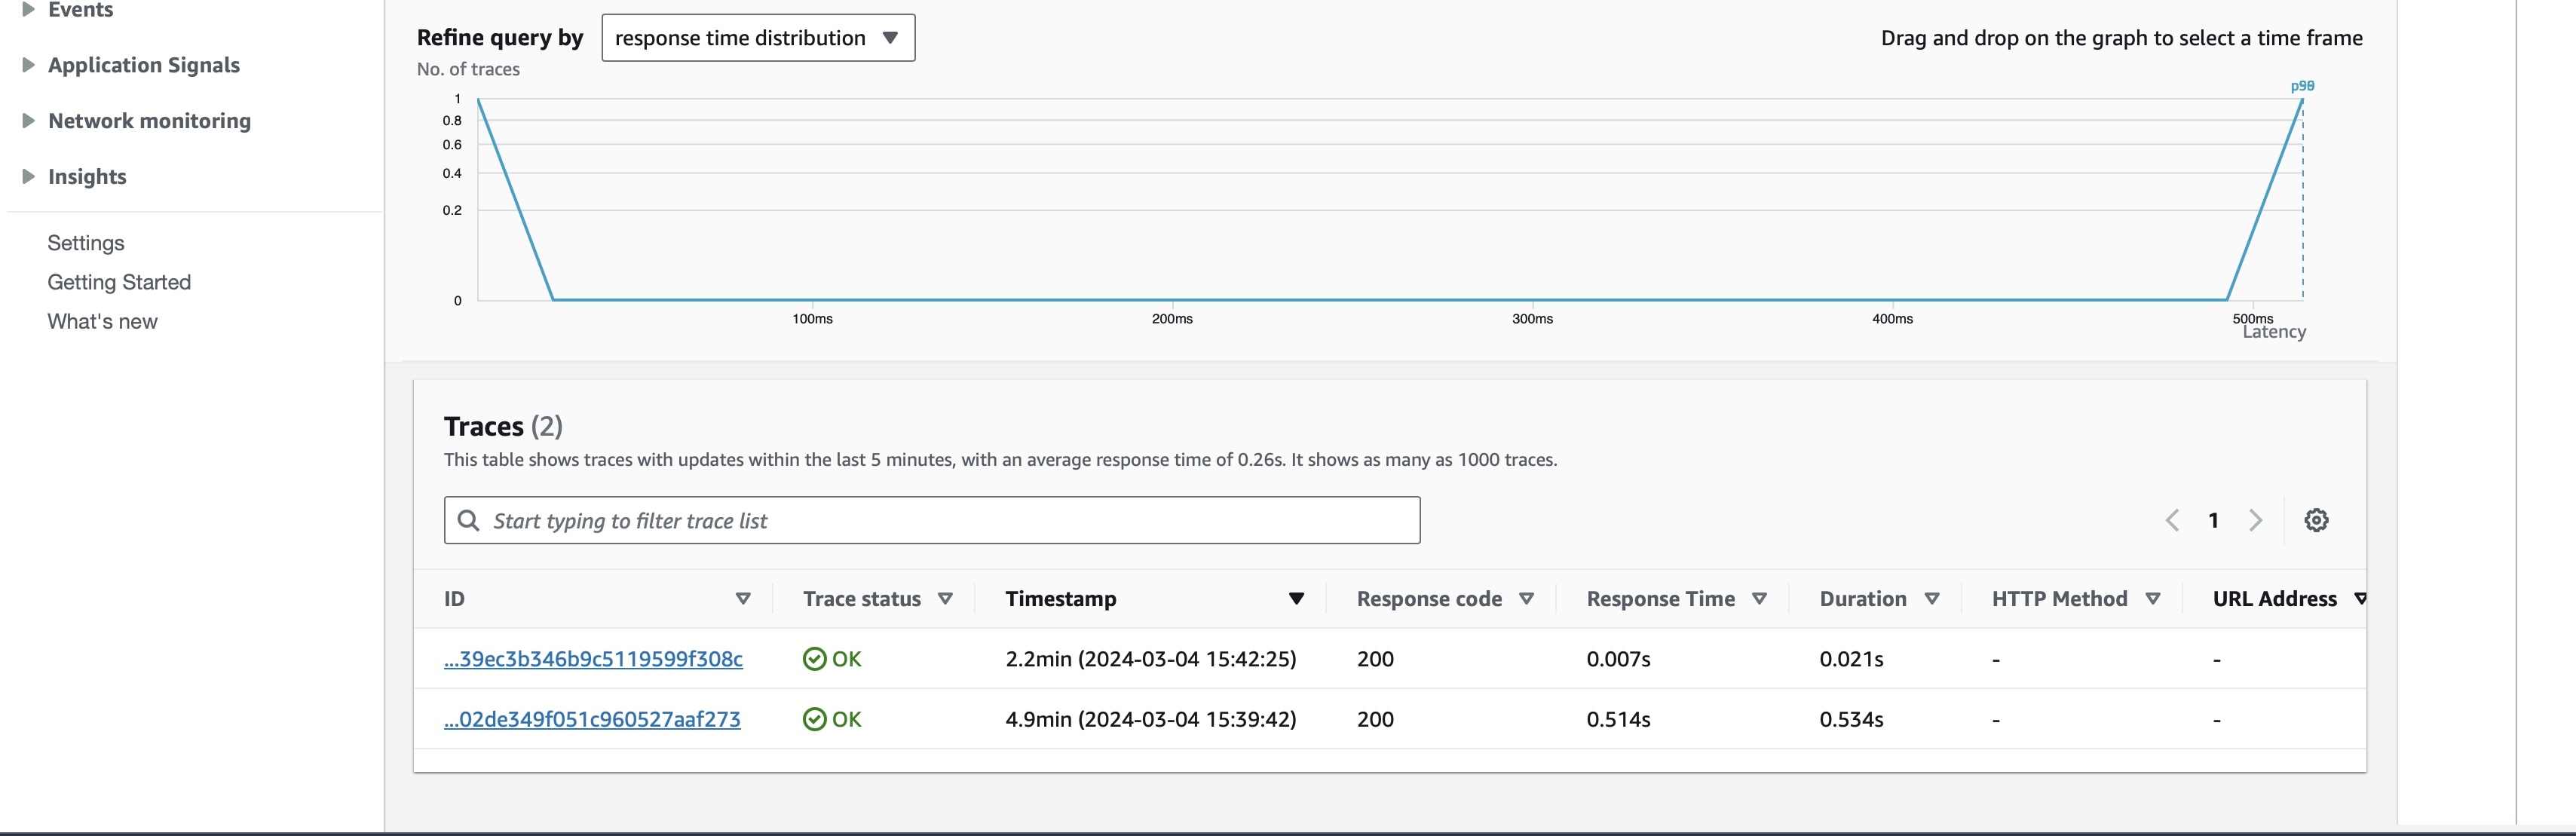 Events
Application Signals
Network monitoring
Insights
Settings
Getting Started
What's new
Refine query by response time distribution Drag and drop on the graph to select a time frame
No. of traces
1
0.8
0.6
0.4
0.2
0
100ms 200ms 300ms 400ms 500ms
Latency
Traces (2)
This table shows traces with updates within the last 5 minutes, with an average response time of 0.26s. It shows as many as 1000 traces.
Start typing to filter trace list 1
ID Trace status Timestamp Response code Response Time Duration HTTP Method URL Address
...39ec3b346b9c5119599f308c OK 2.2min (2024-03-04 15:42:25) 200 0.007s 0.021s - -
...02de349f051c960527aaf273 OK 4.9min (2024-03-04 15:39:42) 200 0.514s 0.534s - -